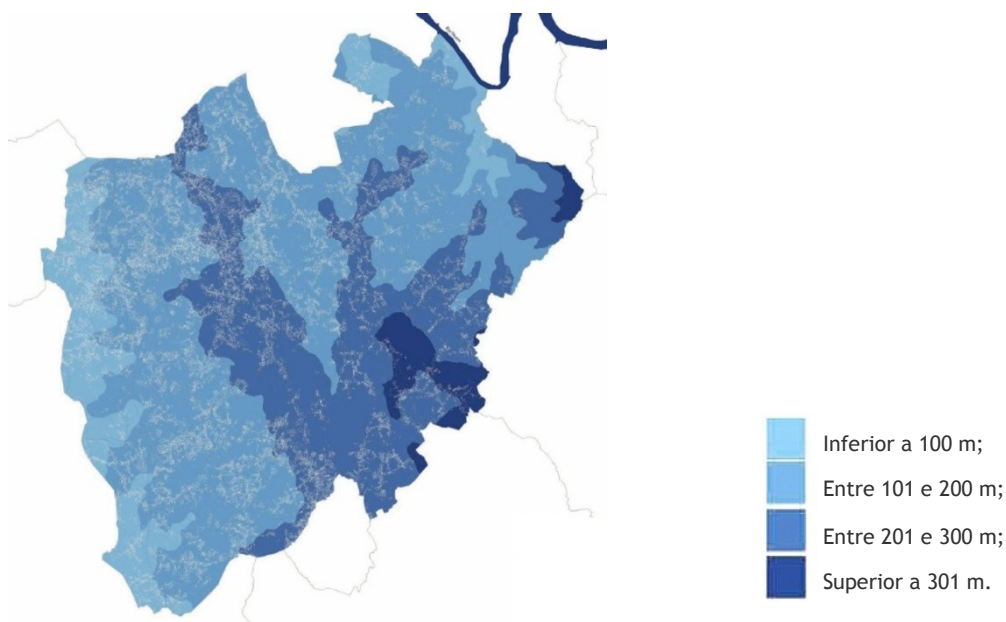 Inferior a 100 m;
Entre 101 e 200 m;
Entre 201 e 300 m;
Superior a 301 m.